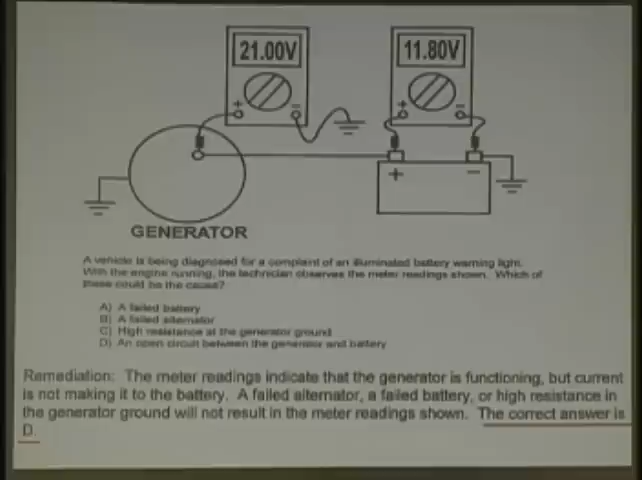 21.00V 11.80V
+ − + −
+ −
GENERATOR
A vehicle is being diagnosed for a complaint of an illuminated battery warning light.
With the engine running, the technician observes the meter readings shown. Which of
these could be the cause?
A) A failed battery
B) A failed alternator
C) High resistance at the generator ground
D) An open circuit between the generator and battery
Remediation: The meter readings indicate that the generator is functioning, but current
is not making it to the battery. A failed alternator, a failed battery, or high resistance in
the generator ground will not result in the meter readings shown. The correct answer is
D.